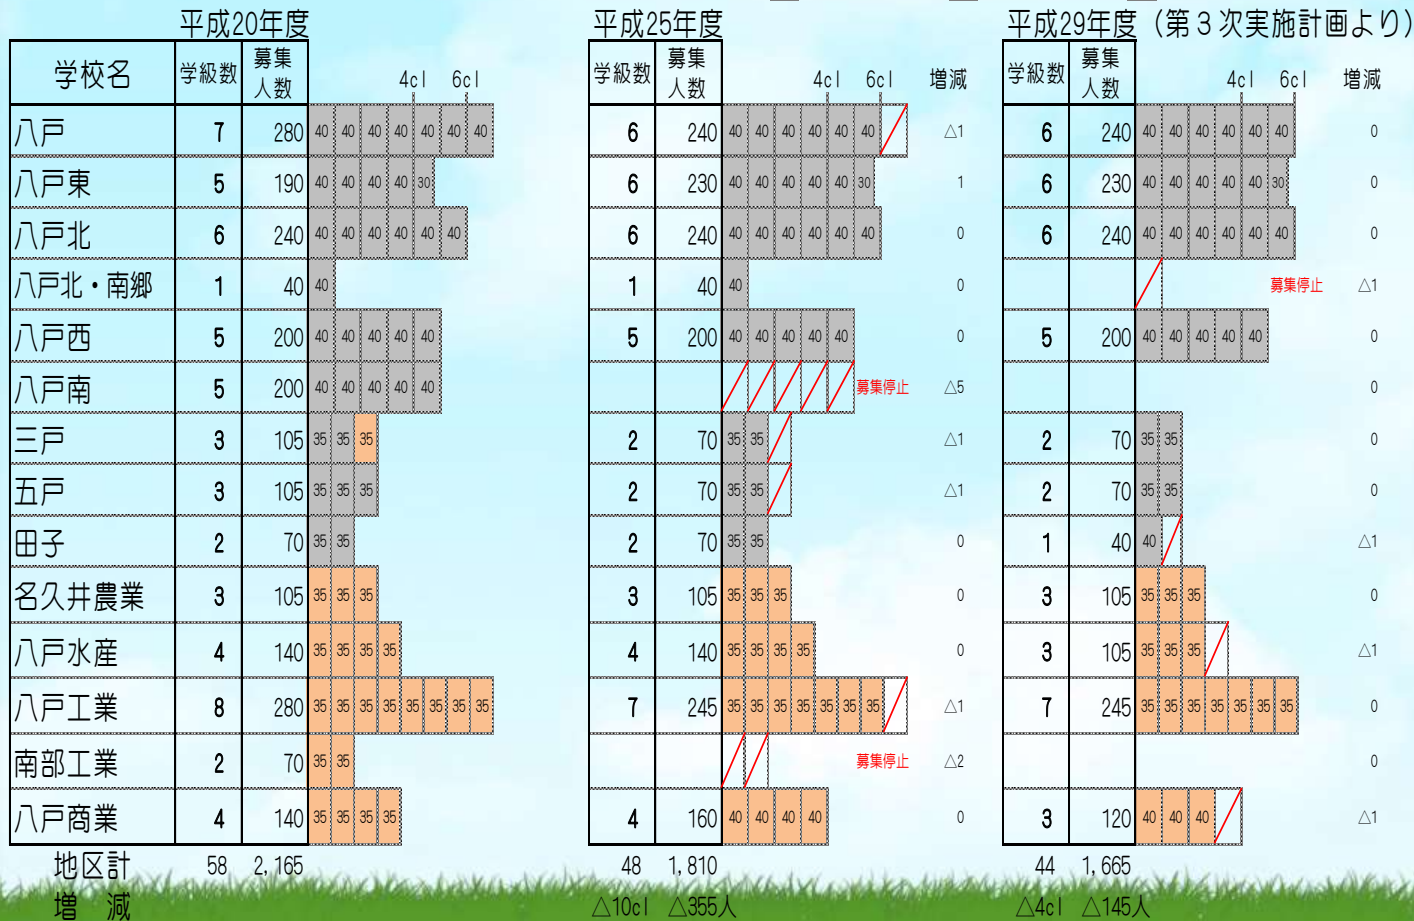 平成20年度 平成25年度 平成29年度（第３次実施計画より）
学校名 学級数 募集人数 4cl 6cl 学級数 募集人数 4cl 6cl 増減 学級数 募集人数 4cl 6cl 増減
八戸 7 280 40 40 40 40 40 40 40 6 240 40 40 40 40 40 40 △1 6 240 40 40 40 40 40 40 0
八戸東 5 190 40 40 40 40 30 6 230 40 40 40 40 40 30 1 6 230 40 40 40 40 40 30 0
八戸北 6 240 40 40 40 40 40 40 6 240 40 40 40 40 40 40 0 6 240 40 40 40 40 40 40 0
八戸北・南郷 1 40 40 1 40 40 0 募集停止 △1
八戸西 5 200 40 40 40 40 40 5 200 40 40 40 40 40 0 5 200 40 40 40 40 40 0
八戸南 5 200 40 40 40 40 40 募集停止 △5 0
三戸 3 105 35 35 35 2 70 35 35 △1 2 70 35 35 0
五戸 3 105 35 35 35 2 70 35 35 △1 2 70 35 35 0
田子 2 70 35 35 2 70 35 35 0 1 40 40 △1
名久井農業 3 105 35 35 35 3 105 35 35 35 0 3 105 35 35 35 0
八戸水産 4 140 35 35 35 35 4 140 35 35 35 35 0 3 105 35 35 35 △1
八戸工業 8 280 35 35 35 35 35 35 35 35 7 245 35 35 35 35 35 35 35 △1 7 245 35 35 35 35 35 35 35 0
南部工業 2 70 35 35 募集停止 △2 0
八戸商業 4 140 35 35 35 35 4 160 40 40 40 40 0 3 120 40 40 40 △1
地区計 58 2,165 48 1,810 44 1,665
増 減 △10cl △355人 △4cl △145人